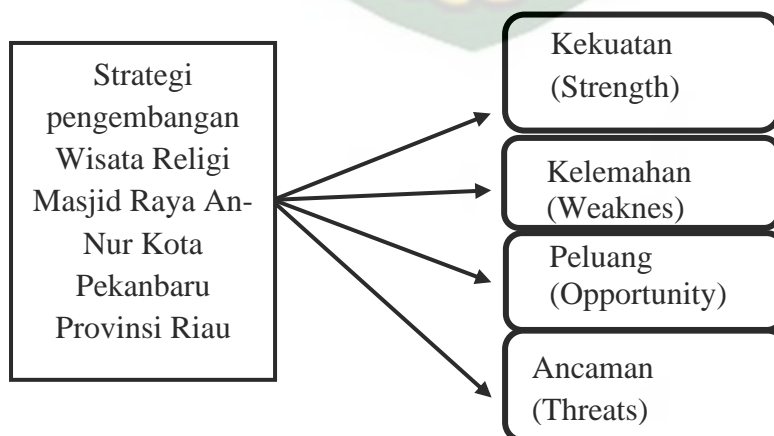 Strategi
pengembangan
Wisata Religi
Masjid Raya An-
Nur Kota
Pekanbaru
Provinsi Riau
Kekuatan
(Strength)
Kelemahan
(Weaknes)
Peluang
(Opportunity)
Ancaman
(Threats)